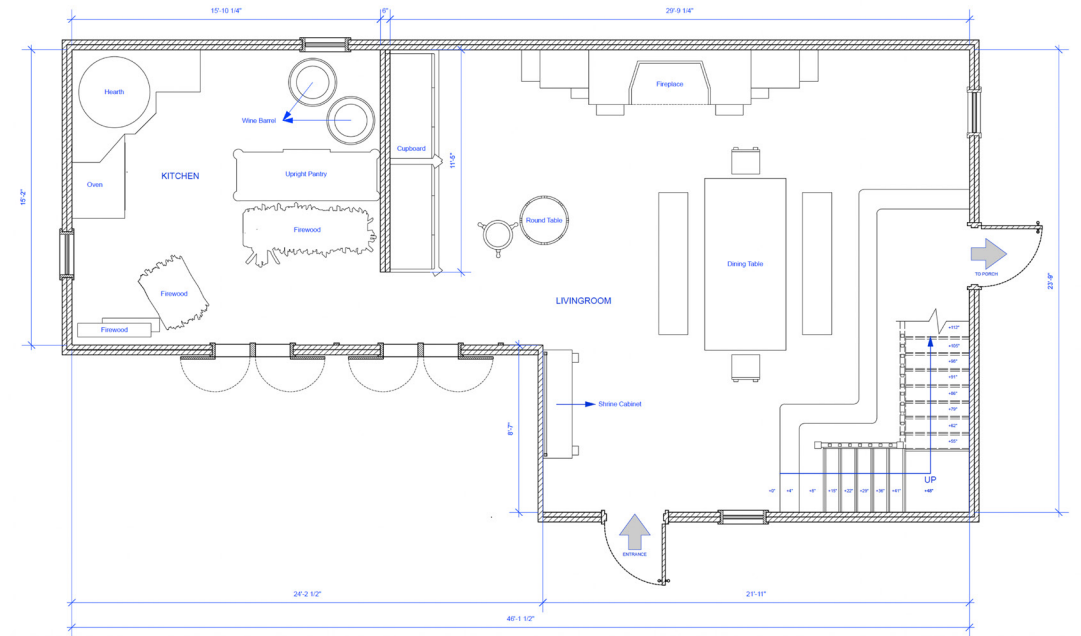 15'-10 1/4"
6"
29'-9 1/4"
Hearth
Fireplace
Wine Barrel
Cupboard
11'-5"
Oven
KITCHEN
Upright Pantry
15'-2"
Round Table
Firewood
Dining Table
TO PORCH
23'-9"
Firewood
LIVINGROOM
Firewood
+112"
+105"
+98"
+91"
+86"
+79"
+62"
+55"
Shrine Cabinet
8'-7"
UP
+0"
+4"
+8"
+16"
+22"
+29"
+36"
+41"
+48"
ENTRANCE
24'-2 1/2"
21'-11"
46'-1 1/2"